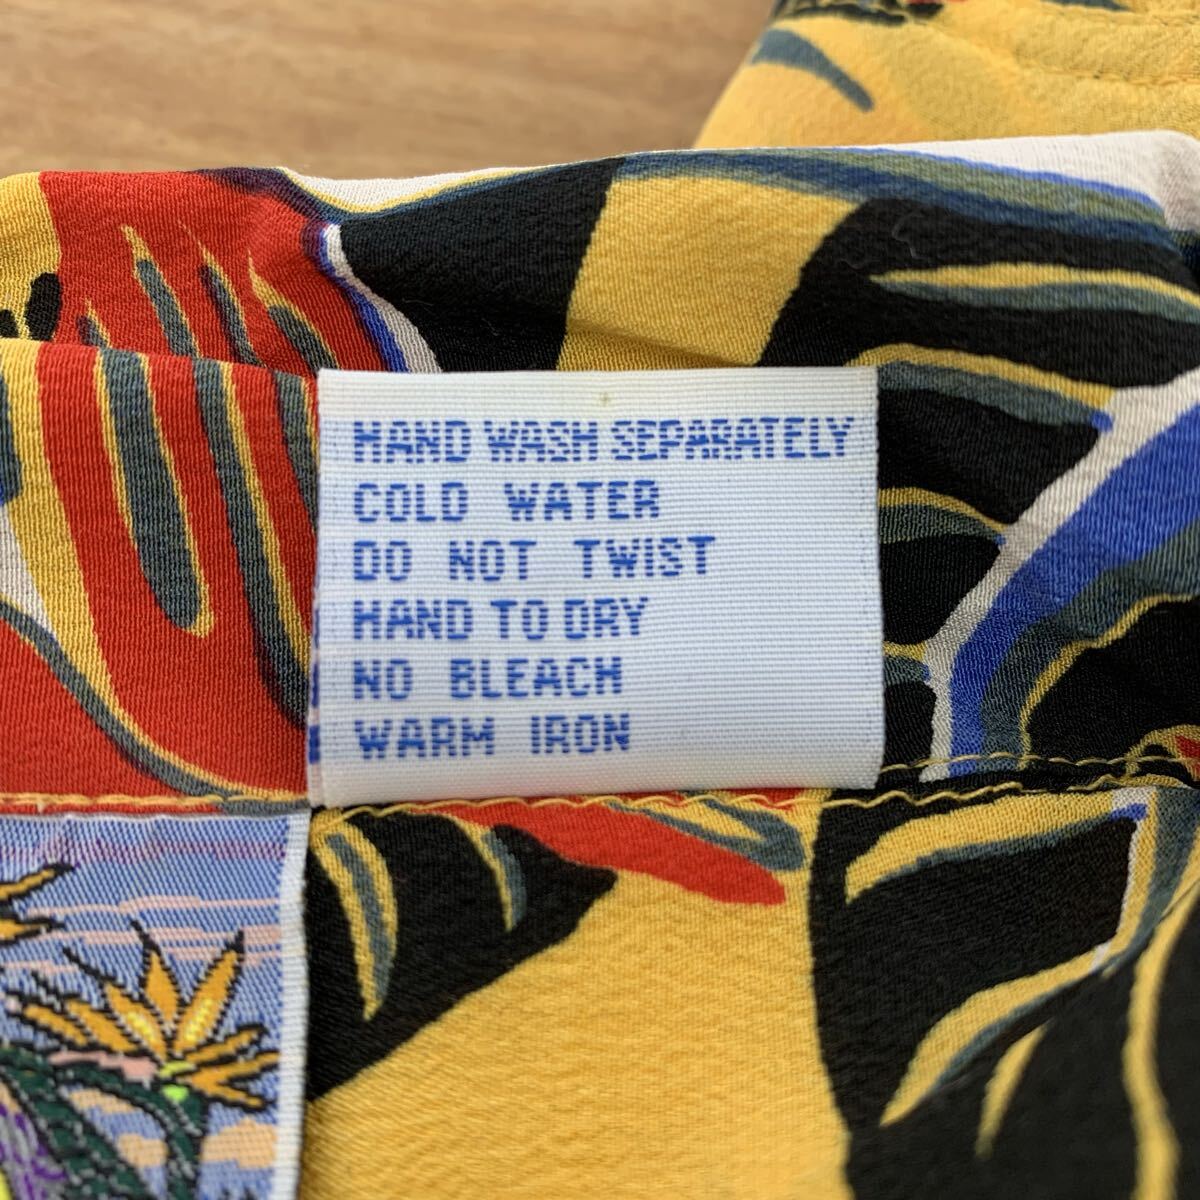 HAND WASH SEPARATELY
COLD WATER
DO NOT TWIST
HAND TO DRY
NO BLEACH
WARM IRON